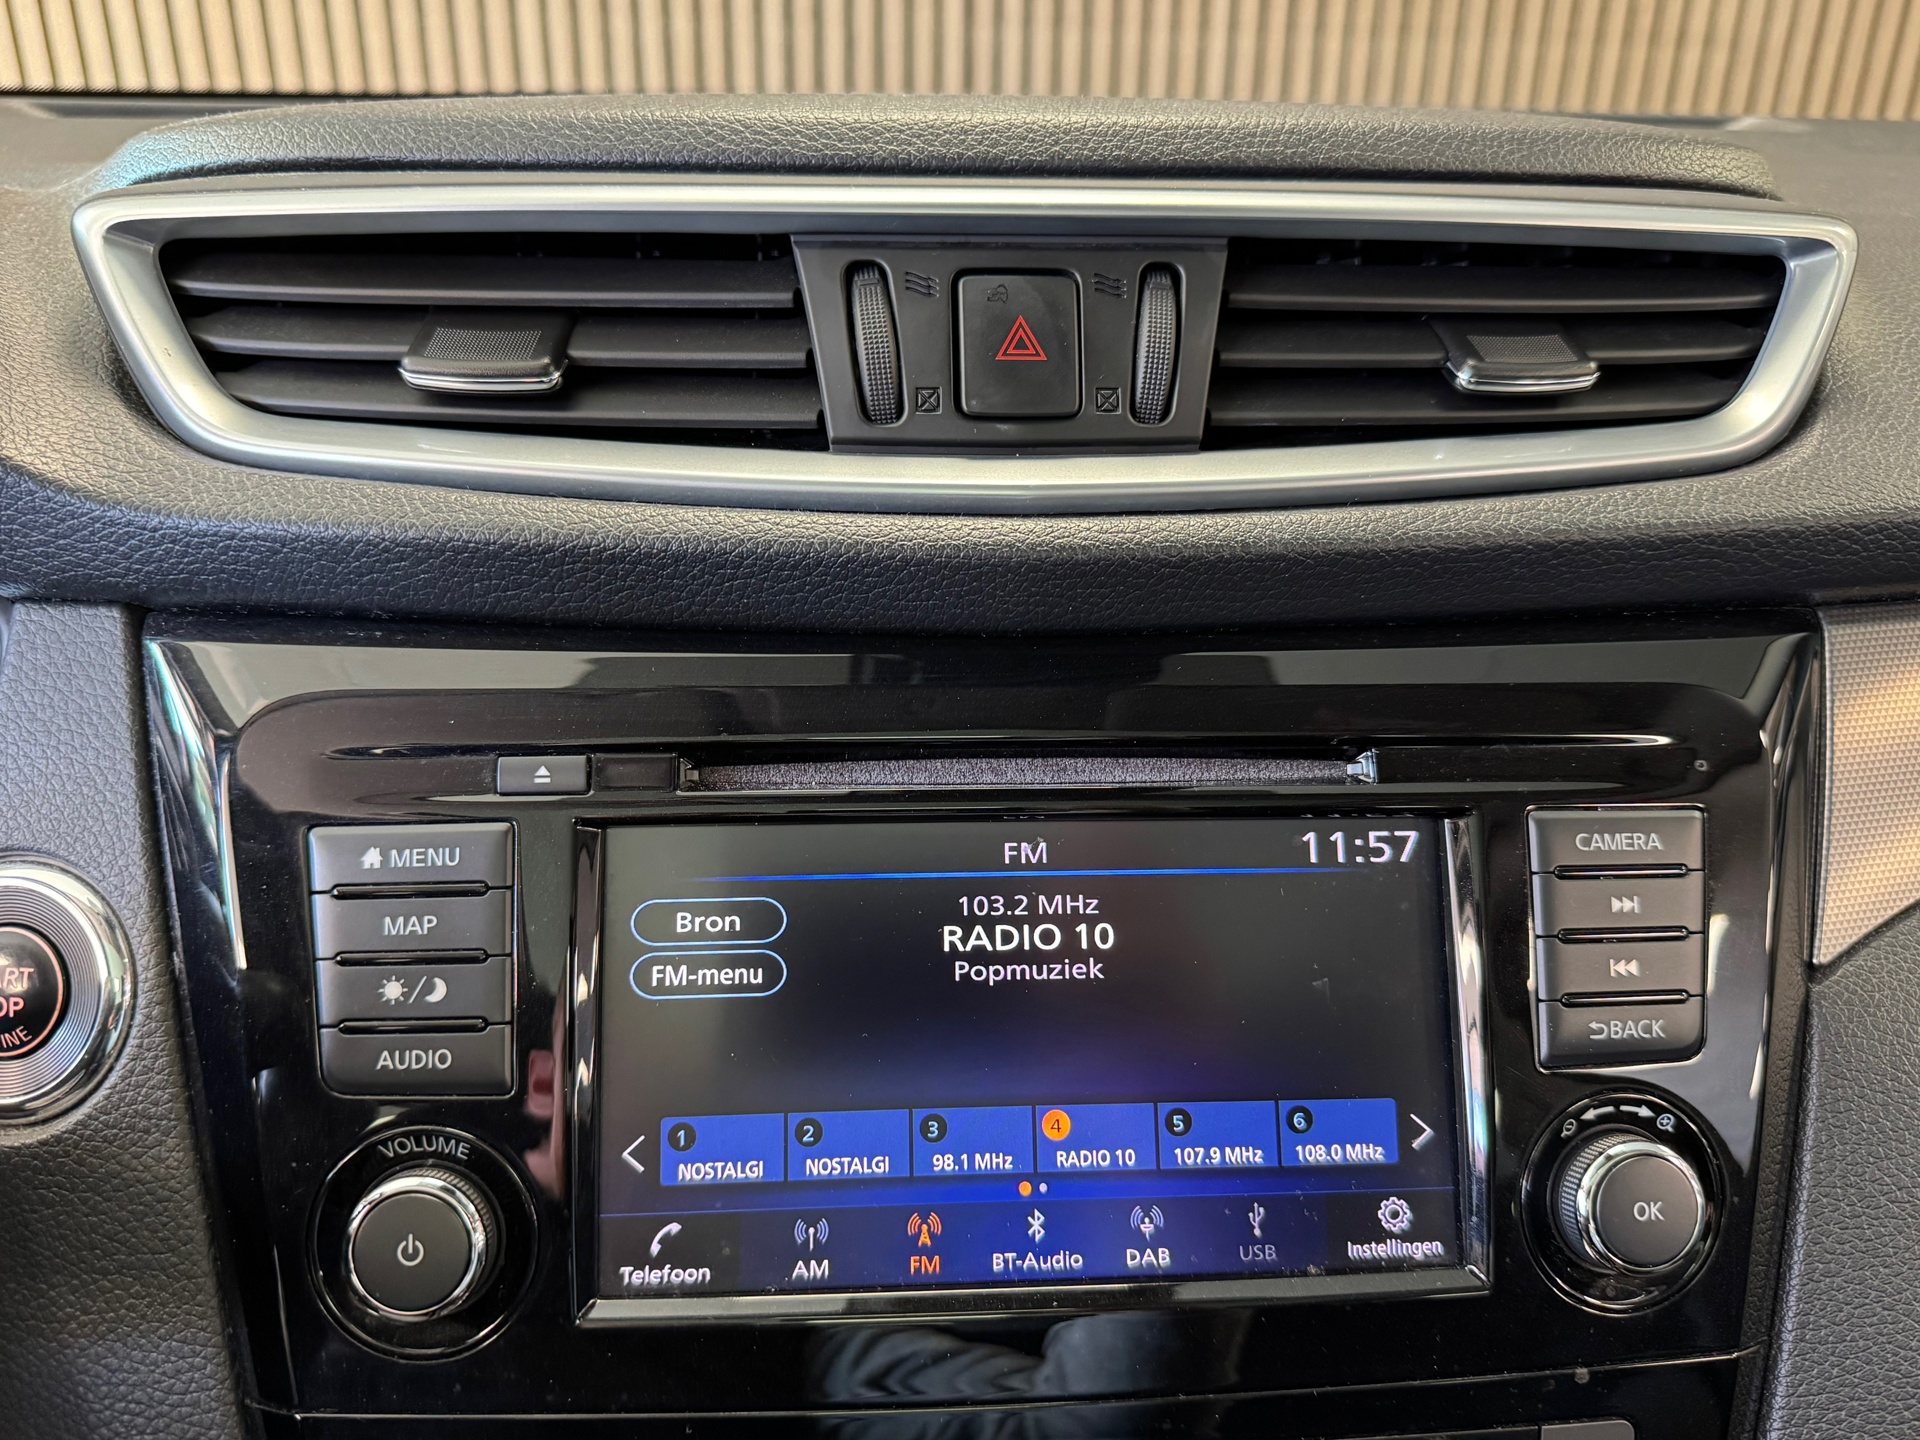 MENU
MAP
AUDIO
VOLUME
FM
11:57
Bron
FM-menu
103.2 MHz
RADIO 10
Popmuziek
1
NOSTALGI
2
NOSTALGI
3
98.1 MHz
4
RADIO 10
5
107.9 MHz
6
108.0 MHz
Telefoon
AM
FM
BT-Audio
DAB
USB
Instellingen
CAMERA
BACK
OK